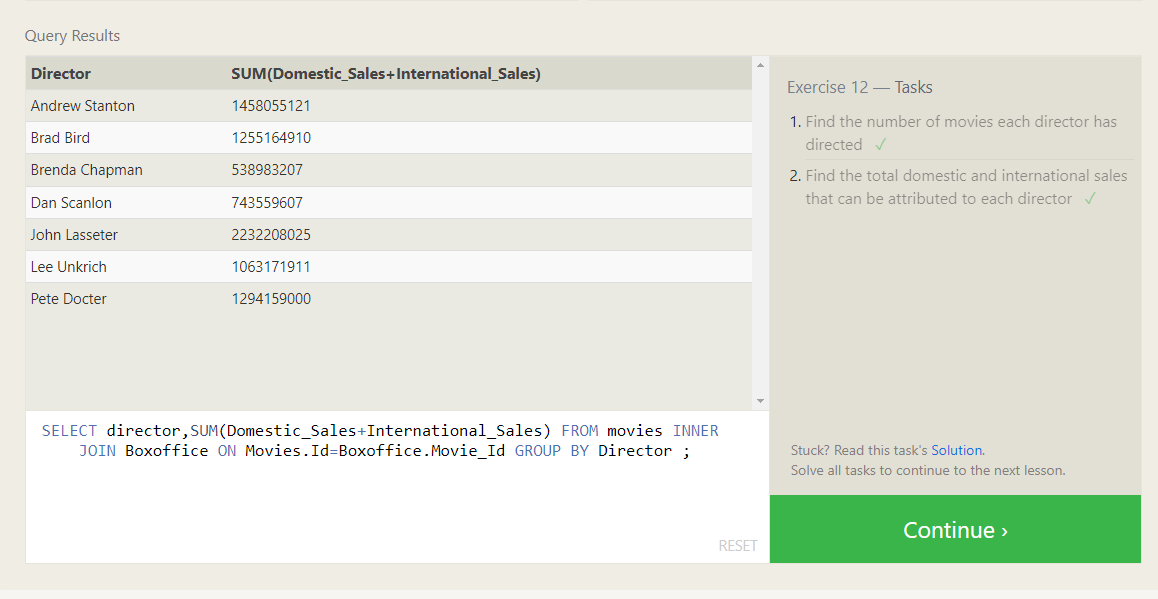 Query Results
Director SUM(Domestic_Sales+International_Sales)
Andrew Stanton 1458055121
Brad Bird 1255164910
Brenda Chapman 538983207
Dan Scanlon 743559607
John Lasseter 2232208025
Lee Unkrich 1063171911
Pete Docter 1294159000
SELECT director,SUM(Domestic_Sales+International_Sales) FROM movies INNER
JOIN Boxoffice ON Movies.Id=Boxoffice.Movie_Id GROUP BY Director ;
RESET
Exercise 12 — Tasks
1. Find the number of movies each director has
directed ✓
2. Find the total domestic and international sales
that can be attributed to each director ✓
Stuck? Read this task's Solution.
Solve all tasks to continue to the next lesson.
Continue ›